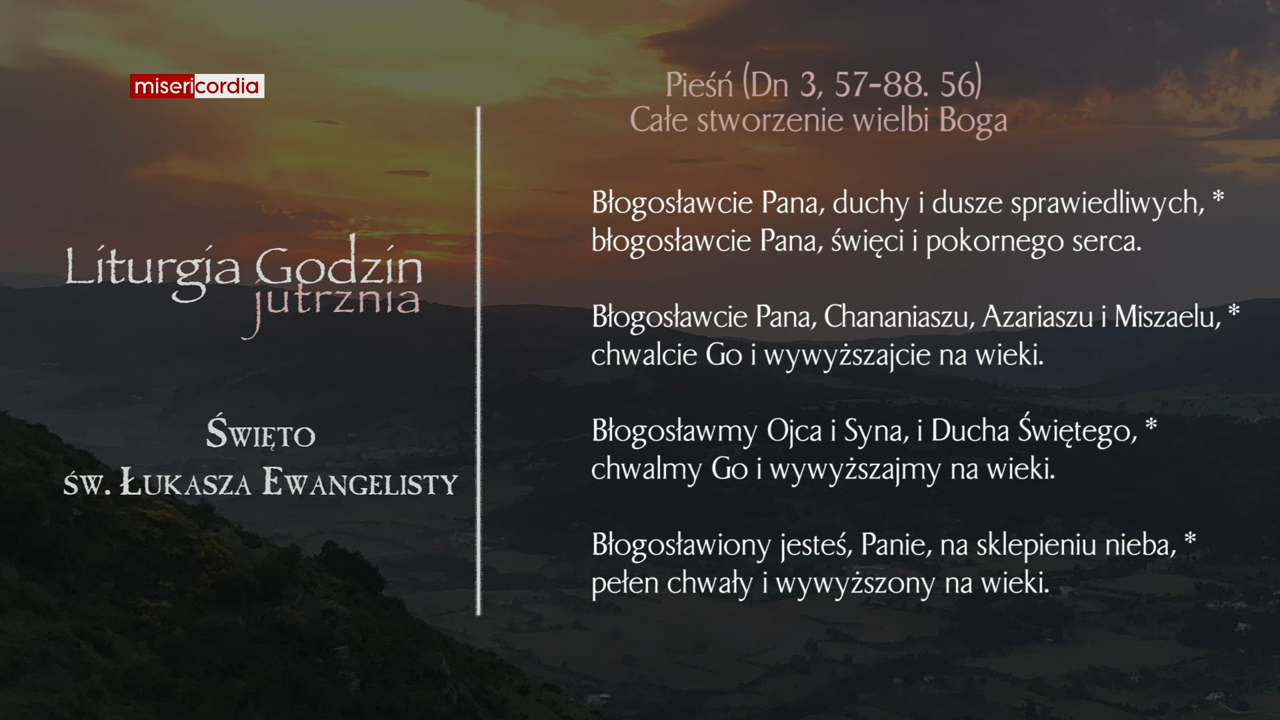 misericordia
Liturgia Godzin
jutrznia
Święto
św. Łukasza Ewangelisty
Pieśń (Dn 3, 57-88. 56)
Całe stworzenie wielbi Boga
Błogosławcie Pana, duchy i dusze sprawiedliwych, *
błogosławcie Pana, święci i pokornego serca.
Błogosławcie Pana, Chananiaszu, Azariaszu i Miszaelu, *
chwalcie Go i wywyższajcie na wieki.
Błogosławmy Ojca i Syna, i Ducha Świętego, *
chwalmy Go i wywyższajmy na wieki.
Błogosławiony jesteś, Panie, na sklepieniu nieba, *
pełen chwały i wywyższony na wieki.